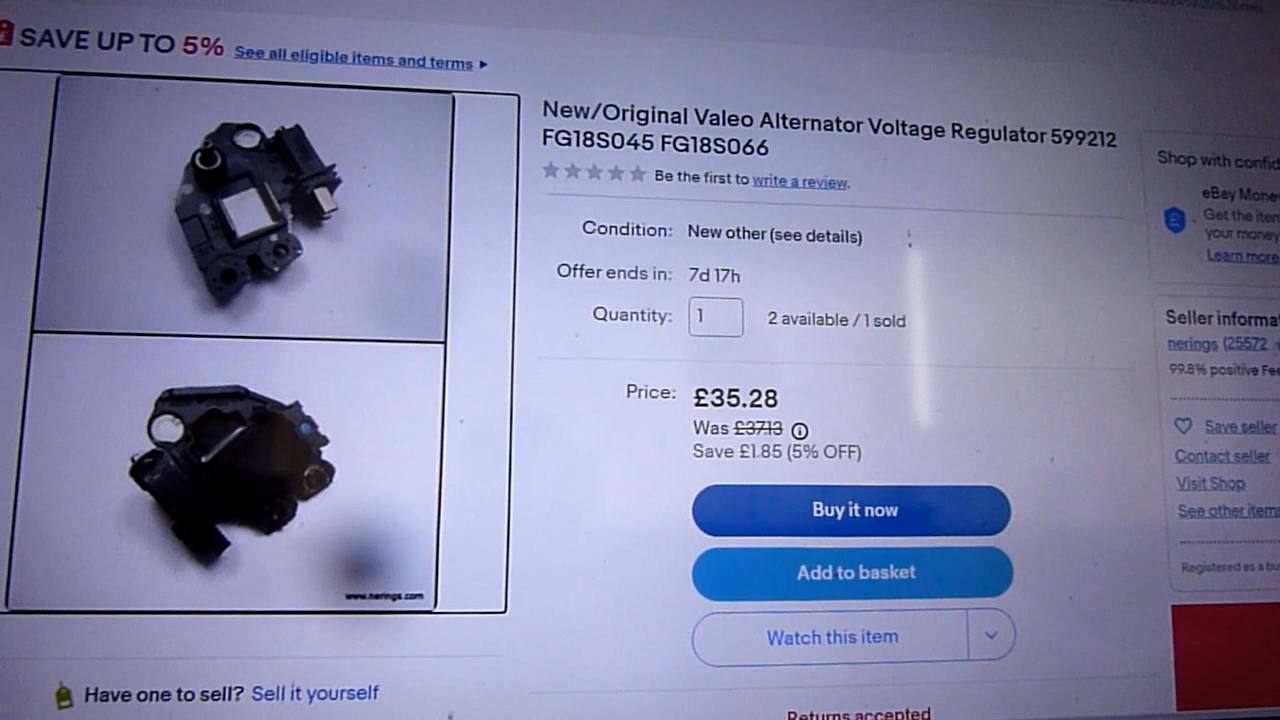 SAVE UP TO 5% See all eligible items and terms
New/Original Valeo Alternator Voltage Regulator 599212
FG18S045 FG18S066
Be the first to write a review.
Condition: New other (see details)
Offer ends in: 7d 17h
Quantity: 1 2 available / 1 sold
Price: £35.28
Was £37.13
Save £1.85 (5% OFF)
Buy it now
Add to basket
Watch this item
Returns accepted
www.nerings.com
Have one to sell? Sell it yourself
Shop with confid
eBay Mone
Get the item
your money
Learn more
Seller informa
nerings (25572
99.8% positive Fee
Save seller
Contact seller
Visit Shop
See other items
Registered as a bu